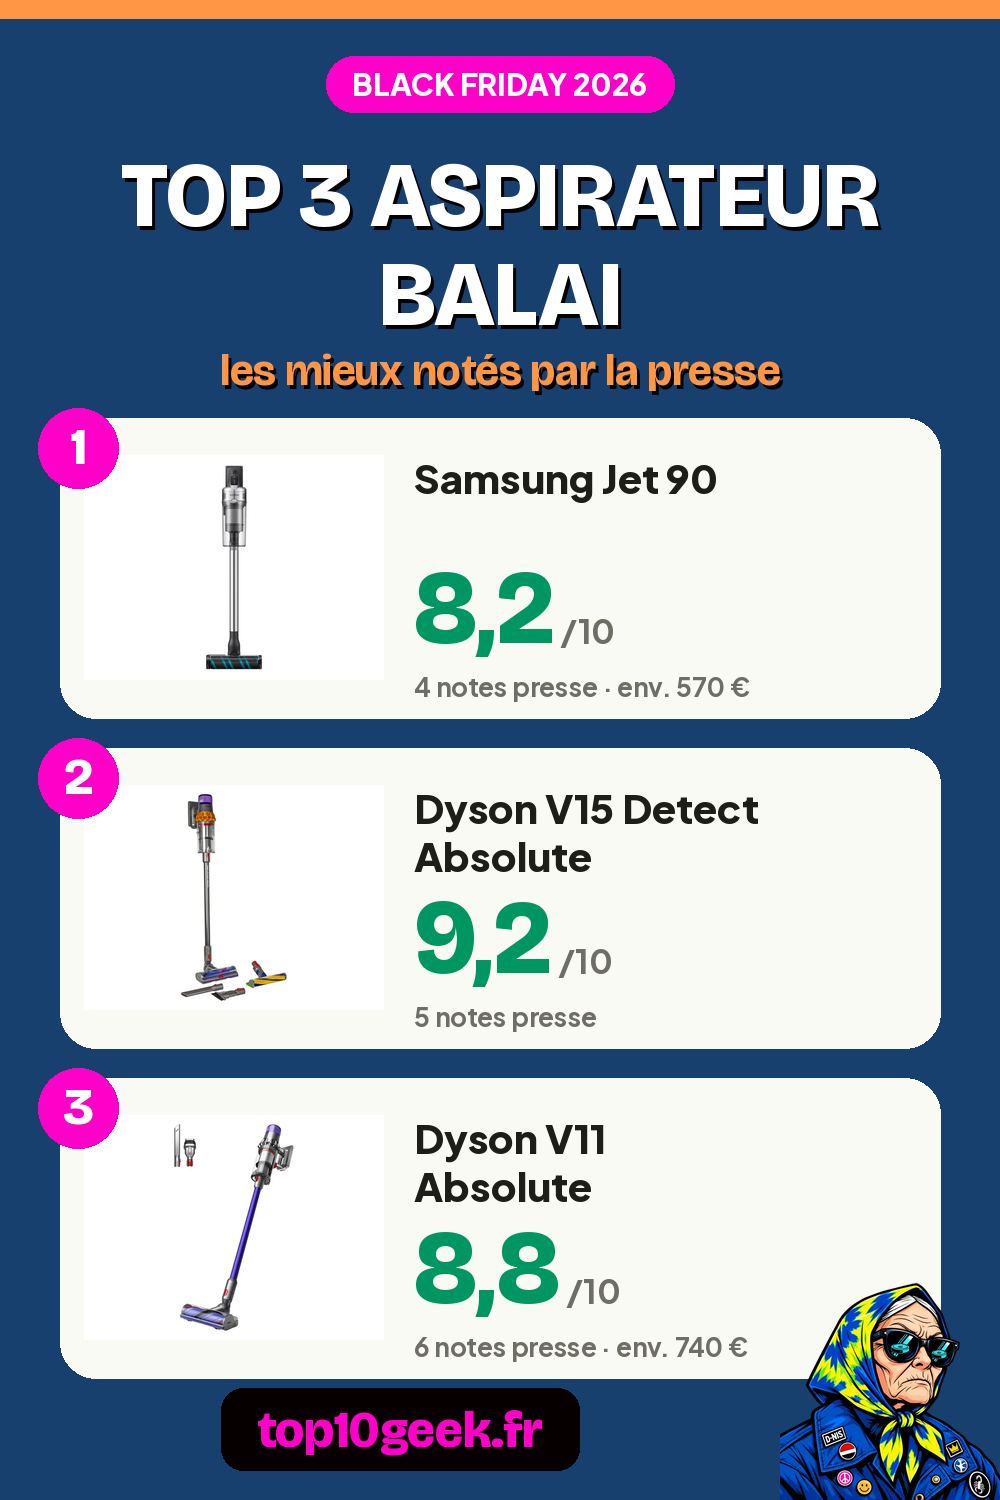 BLACK FRIDAY 2026
TOP 3 ASPIRATEUR
BALAI
les mieux notés par la presse
1
Samsung Jet 90
8,2 /10
4 notes presse · env. 570 €
2
Dyson V15 Detect
Absolute
9,2 /10
5 notes presse
3
Dyson V11
Absolute
8,8 /10
6 notes presse · env. 740 €
top10geek.fr
D-NIS